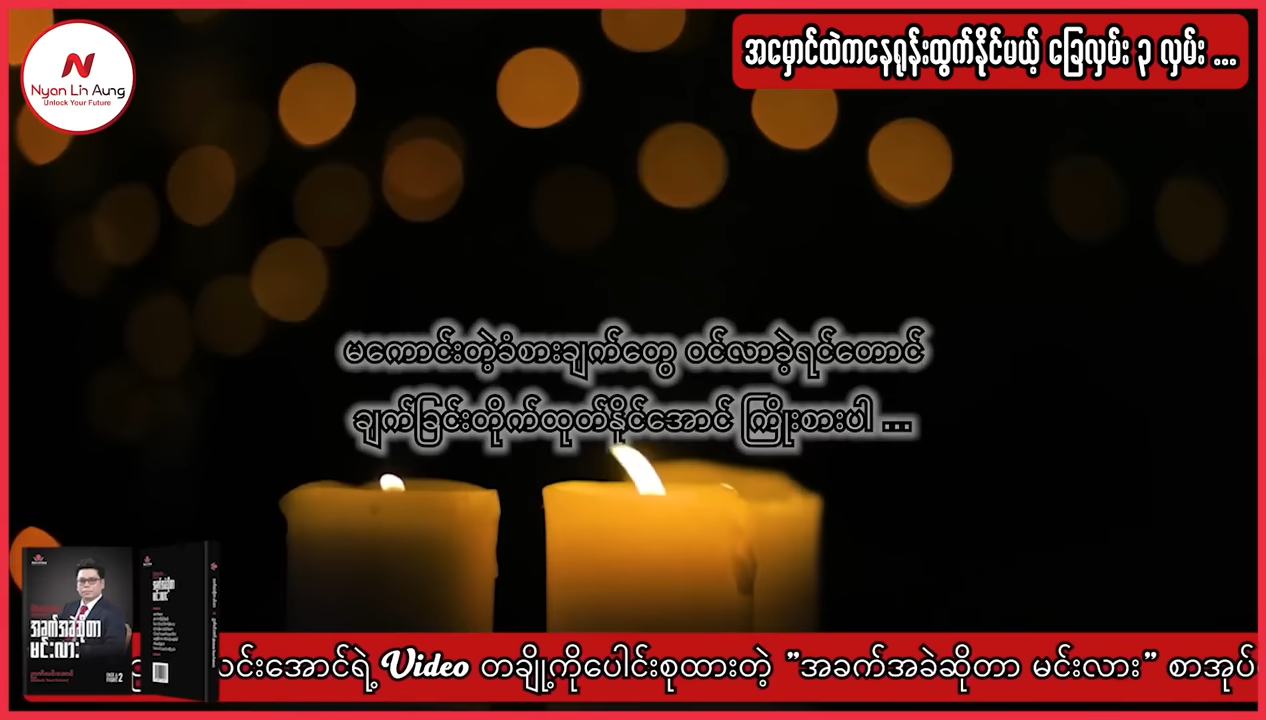 Nyan Lin Aung
Unlock Your Future
အမှောင်ထဲကနေရုန်းထွက်နိုင်မယ့် ခြေလှမ်း ၃ လှမ်း ...
မကောင်းတဲ့ခံစားချက်တွေ ဝင်လာခဲ့ရင်တောင်
ချက်ခြင်းတိုက်ထုတ်နိုင်အောင် ကြိုးစားပါ ...
အခက်အခဲဆိုတာ
မင်းလား
လင်းအောင်ရဲ့ Video တချို့ကိုပေါင်းစုထားတဲ့ "အခက်အခဲဆိုတာ မင်းလား" စာအုပ်